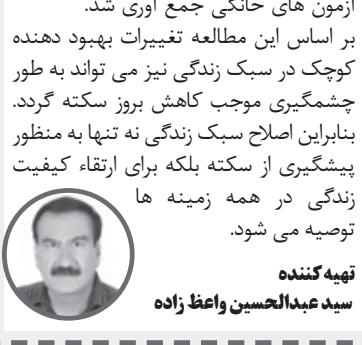 آزمون های خانگی جمع آوری شد.
بر اساس این مطالعه تغییرات بهبود دهنده
کوچک در سبک زندگی نیز می تواند به طور
چشمگیری موجب کاهش بروز سکته گردد.
بنابراین اصلاح سبک زندگی نه تنها به منظور
پیشگیری از سکته بلکه برای ارتقاء کیفیت
زندگی در همه زمینه ها
توصیه می شود.
تهیه کننده
سید عبدالحسین واعظ زاده